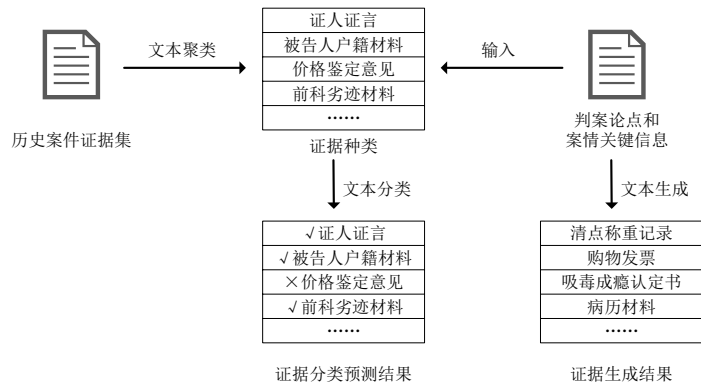 历史案件证据集
文本聚类
证人证言
被告人户籍材料
价格鉴定意见
前科劣迹材料
……
证据种类
输入
判案论点和
案情关键信息
文本分类
√证人证言
√被告人户籍材料
×价格鉴定意见
√前科劣迹材料
……
证据分类预测结果
文本生成
清点称重记录
购物发票
吸毒成瘾认定书
病历材料
……
证据生成结果